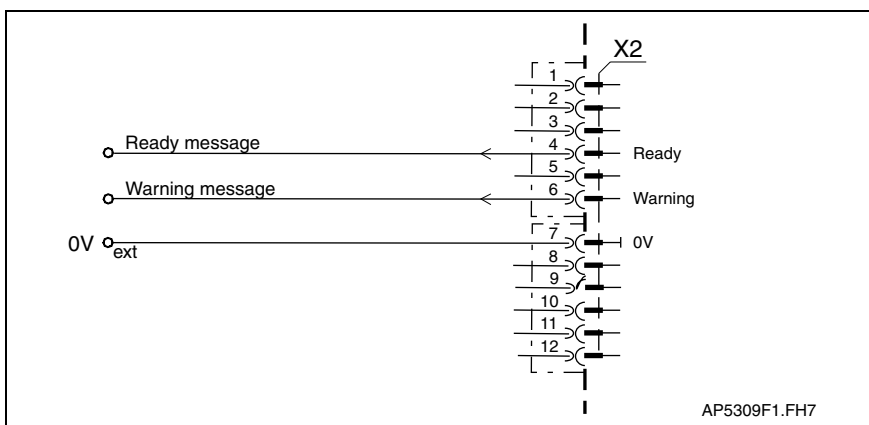 X2
1
2
3
Ready message 4 Ready
5
Warning message 6 Warning
0V ext 7 0V
8
9
10
11
12
AP5309F1.FH7